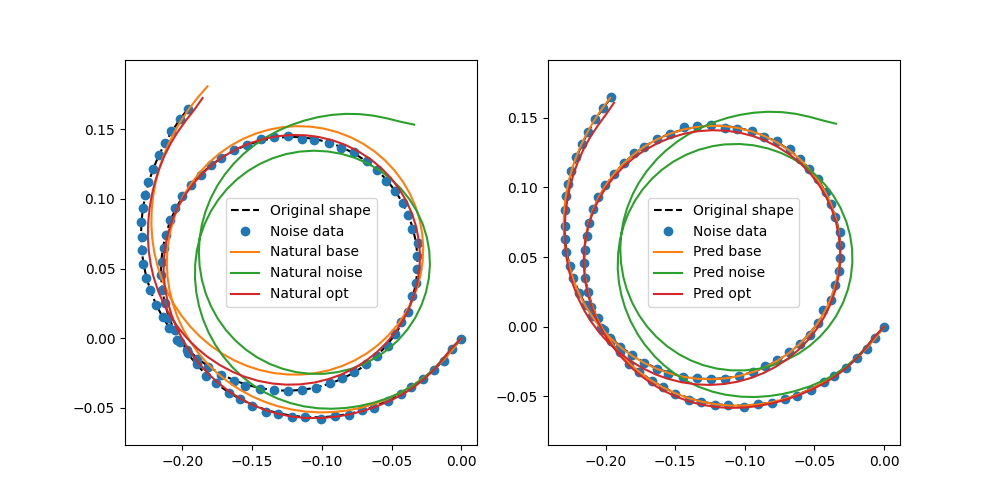 0.15
0.10
0.05
0.00
−0.05
−0.20
−0.15
−0.10
−0.05
0.00
Original shape
Noise data
Natural base
Natural noise
Natural opt
0.15
0.10
0.05
0.00
−0.05
−0.20
−0.15
−0.10
−0.05
0.00
Original shape
Noise data
Pred base
Pred noise
Pred opt